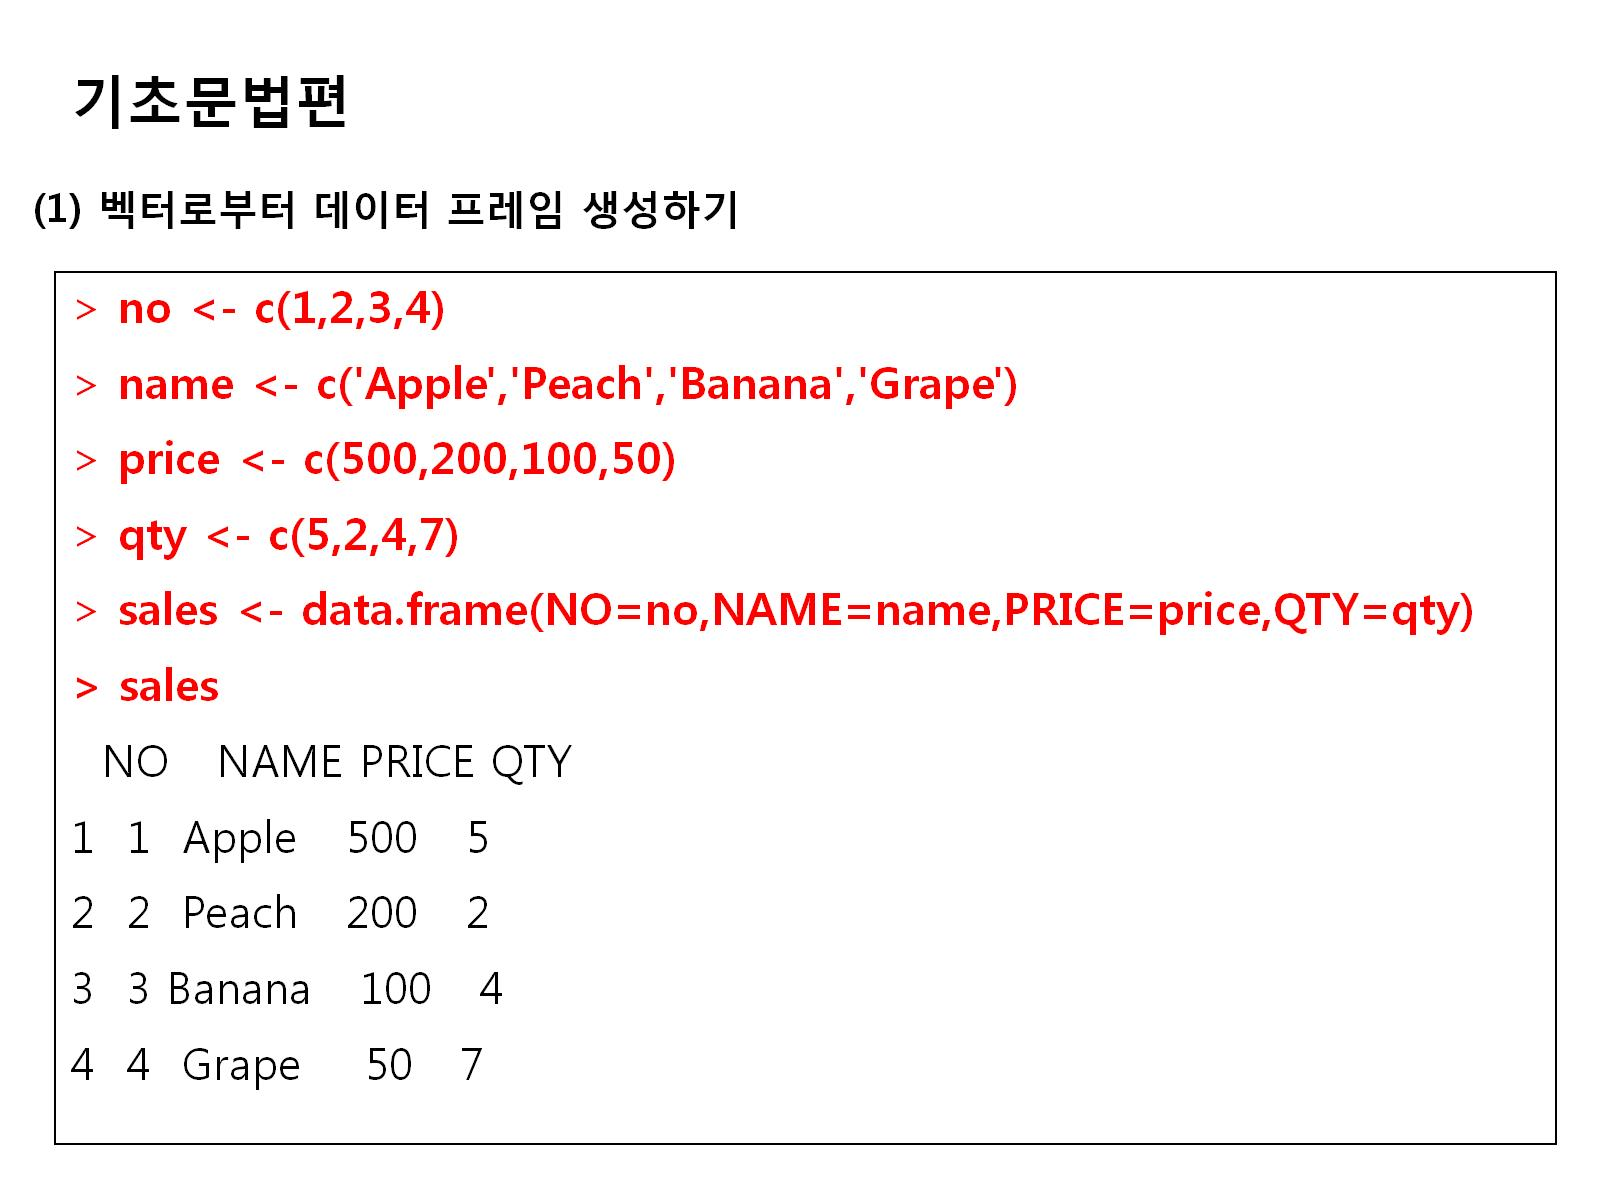 기초문법편
(1) 벡터로부터 데이터 프레임 생성하기
> no <- c(1,2,3,4)
> name <- c('Apple','Peach','Banana','Grape')
> price <- c(500,200,100,50)
> qty <- c(5,2,4,7)
> sales <- data.frame(NO=no,NAME=name,PRICE=price,QTY=qty)
> sales
NO NAME PRICE QTY
1 1 Apple 500 5
2 2 Peach 200 2
3 3 Banana 100 4
4 4 Grape 50 7